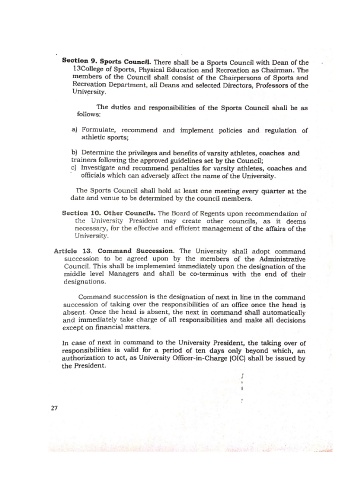 Section 9. Sports Council. There shall be a Sports Council with Dean of the
13College of Sports, Physical Education and Recreation as Chairman. The
members of the Council shall consist of the Chairpersons of Sports and
Recreation Department, all Deans and selected Directors, Professors of the
University.
The duties and responsibilities of the Sports Council shall be as
follows:
a) Formulate, recommend and implement policies and regulation of
athletic sports;
b) Determine the privileges and benefits of varsity athletes, coaches and
trainers following the approved guidelines set by the Council;
c) Investigate and recommend penalties for varsity athletes, coaches and
officials which can adversely affect the name of the University.
The Sports Council shall hold at least one meeting every quarter at the
date and venue to be determined by the council members.
Section 10. Other Councils. The Board of Regents upon recommendation of
the University President may create other councils, as it deems
necessary, for the effective and efficient management of the affairs of the
University.
Article 13. Command Succession. The University shall adopt command
succession to be agreed upon by the members of the Administrative
Council. This shall be implemented immediately upon the designation of the
middle level Managers and shall be co-terminus with the end of their
designations.
Command succession is the designation of next in line in the command
succession of taking over the responsibilities of an office once the head is
absent. Once the head is absent, the next in command shall automatically
and immediately take charge of all responsibilities and make all decisions
except on financial matters.
In case of next in command to the University President, the taking over of
responsibilities is valid for a period of ten days only beyond which, an
authorization to act, as University Officer-in-Charge (OIC) shall be issued by
the President.
27